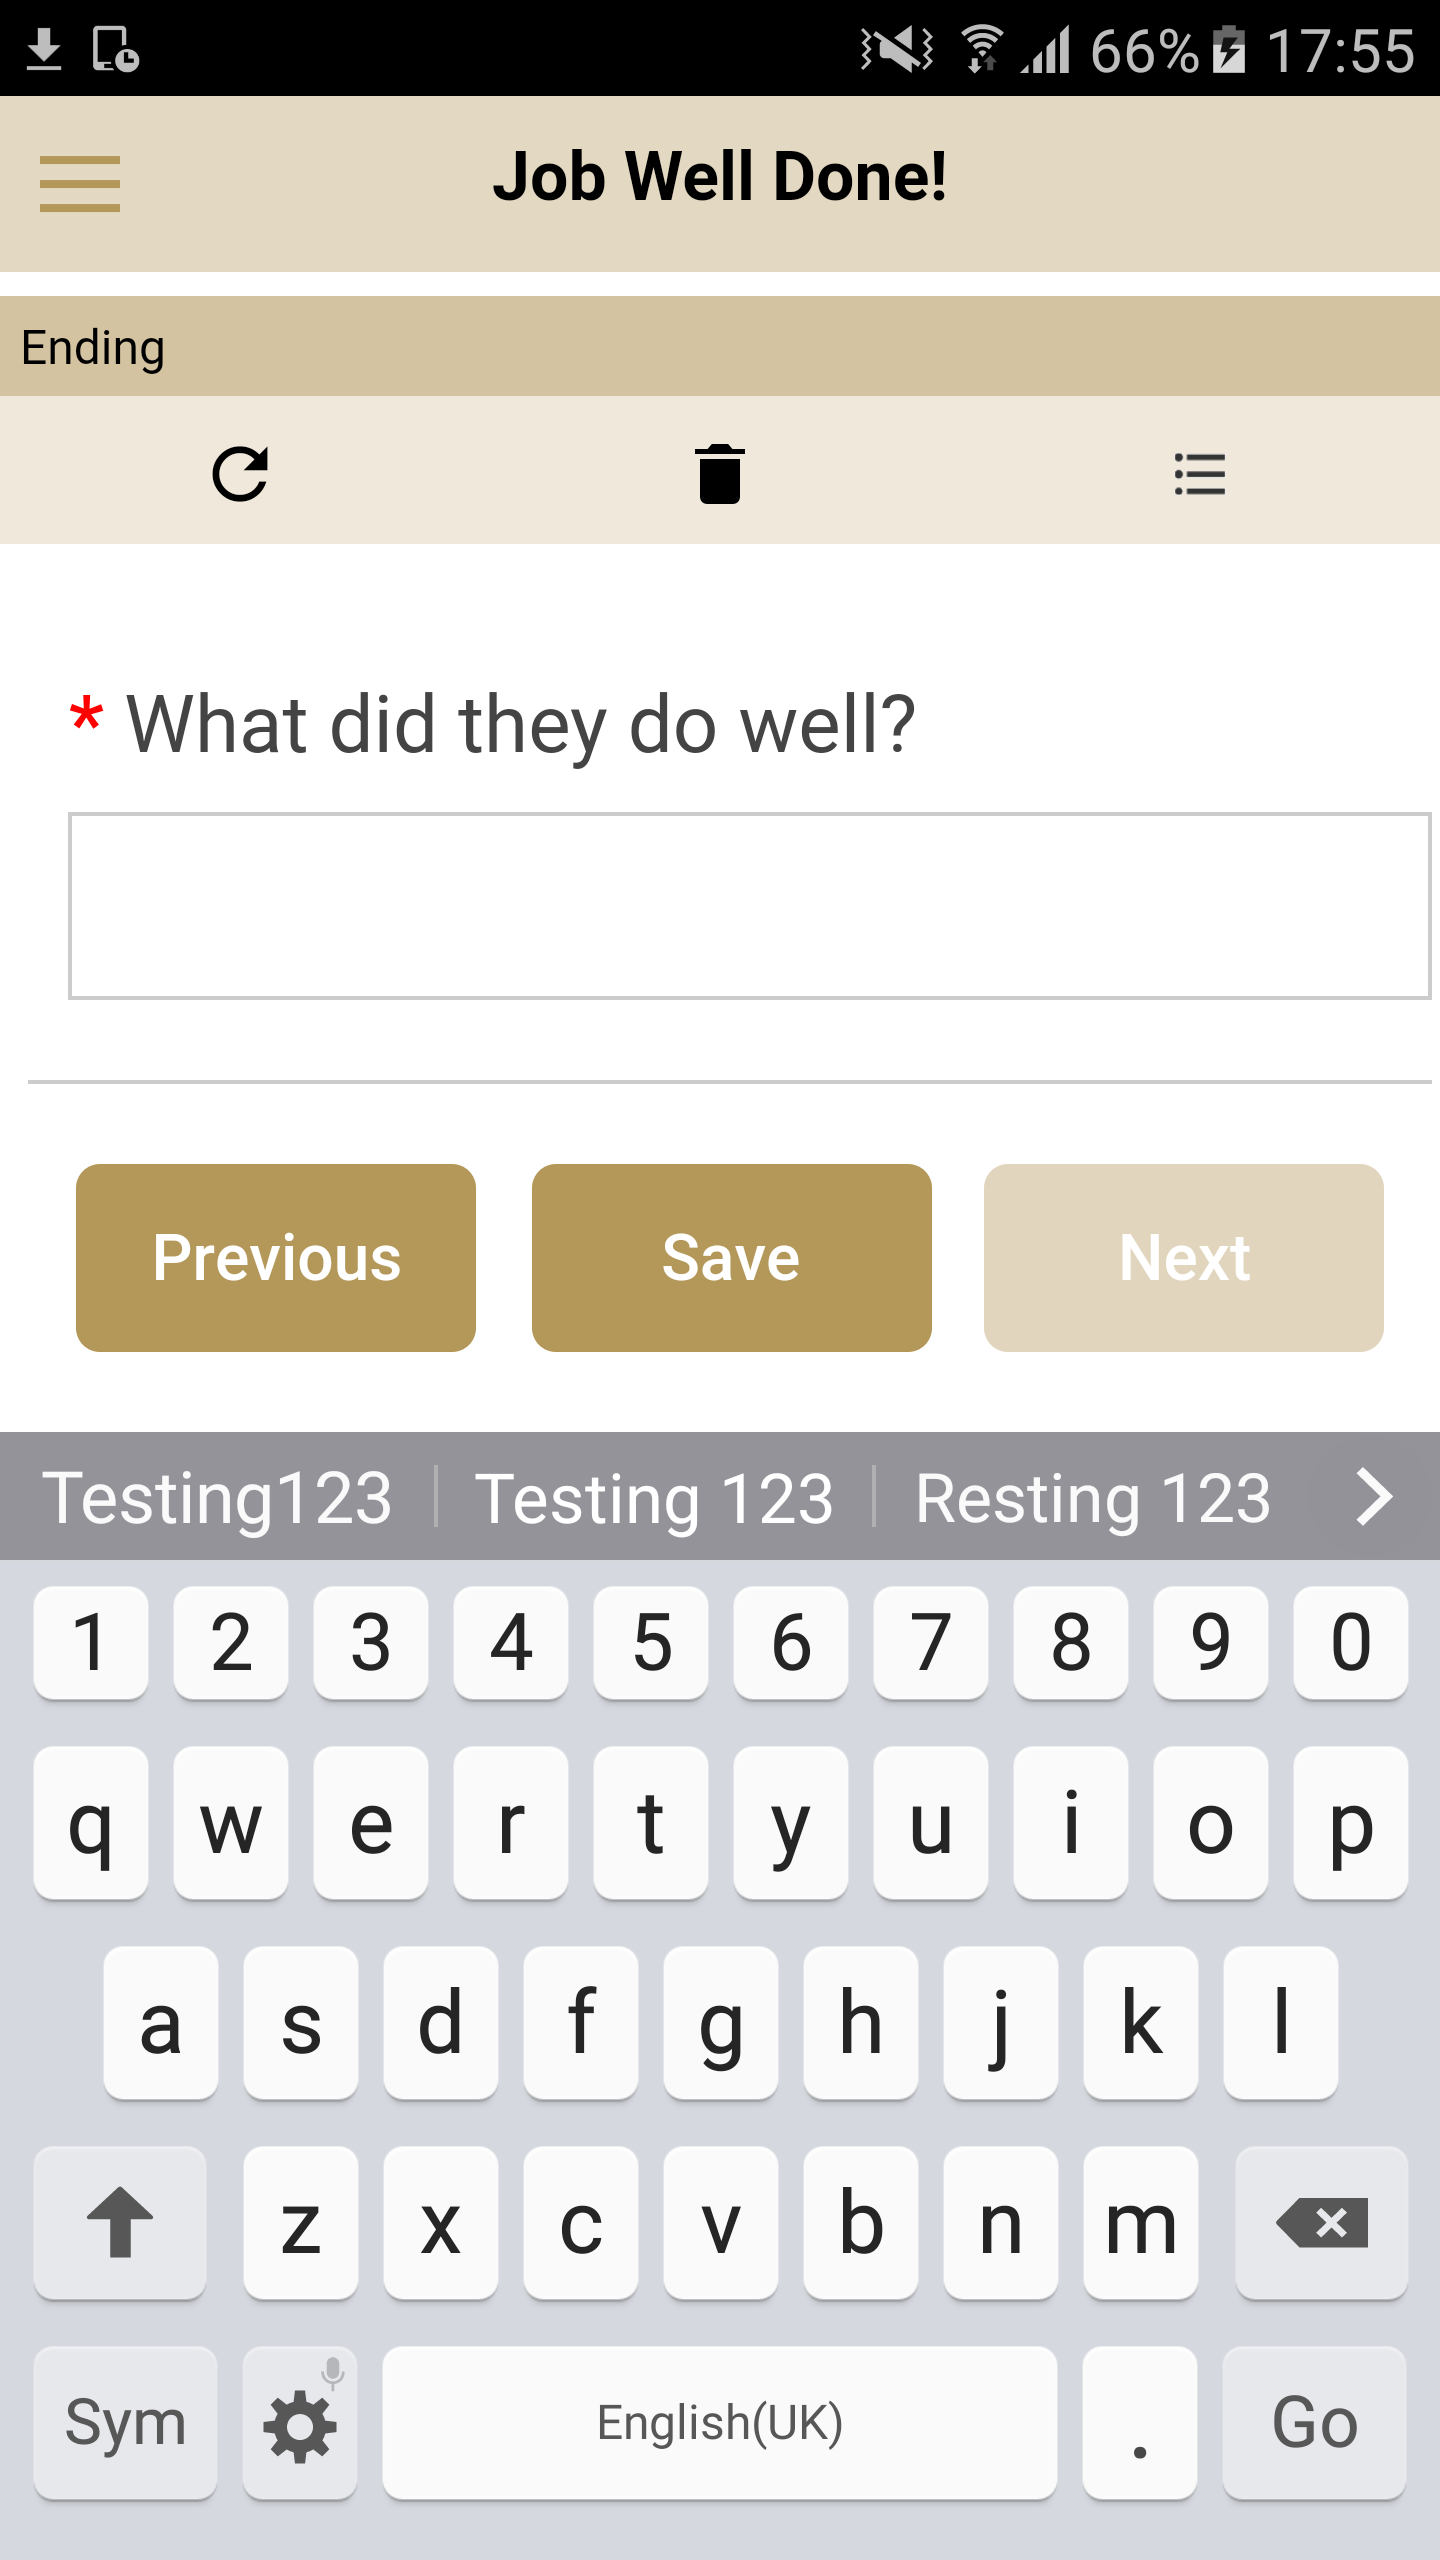 66% 17:55
Job Well Done!
Ending
* What did they do well?
Previous Save Next
Testing123 Testing 123 Resting 123
1 2 3 4 5 6 7 8 9 0
q w e r t y u i o p
a s d f g h j k l
z x c v b n m
Sym English(UK) . Go